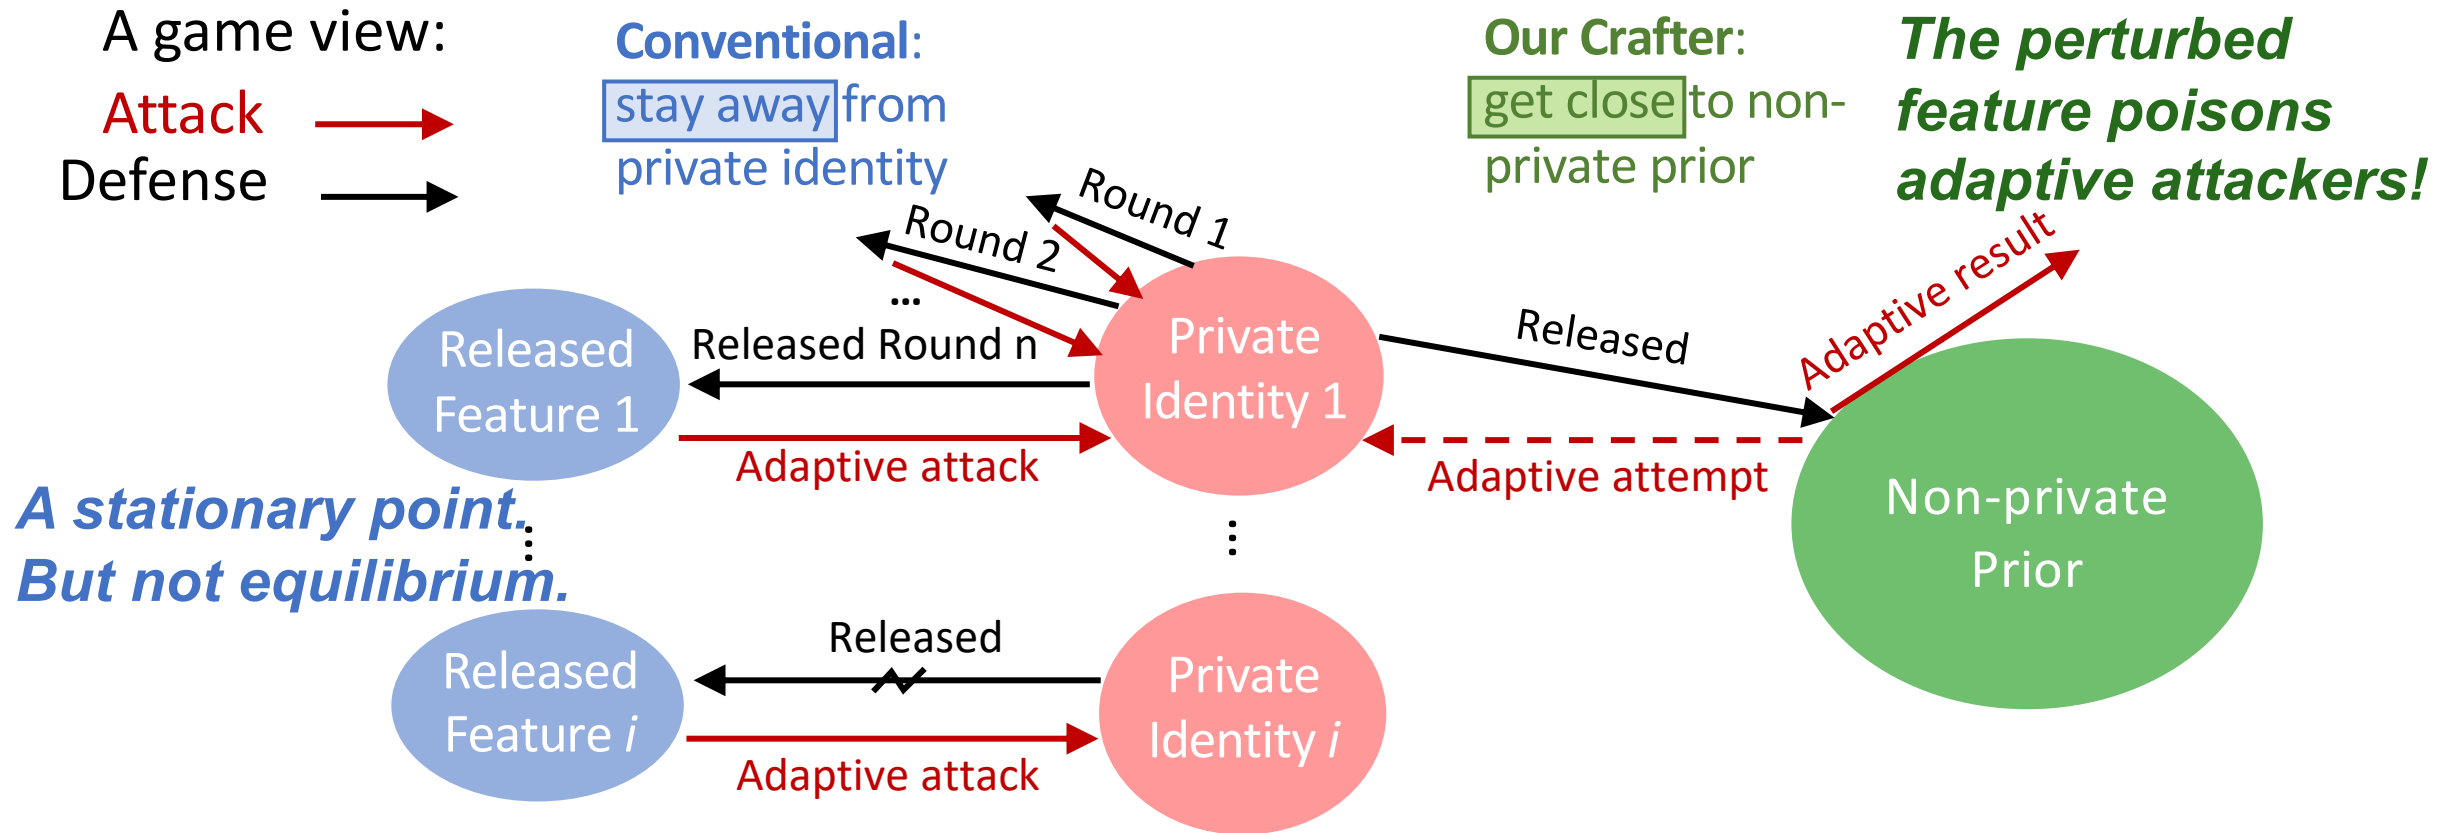 A game view:
Attack
Defense
Conventional:
stay away from
private identity
Our Crafter:
get close to non-
private prior
The perturbed
feature poisons
adaptive attackers!
Round 1
Round 2
...
Released Round n
Released
Feature 1
Adaptive attack
Private
Identity 1
Released
Adaptive result
Adaptive attempt
Non-private
Prior
A stationary point.
But not equilibrium.
...
...
Released
Released
Feature i
Adaptive attack
Private
Identity i